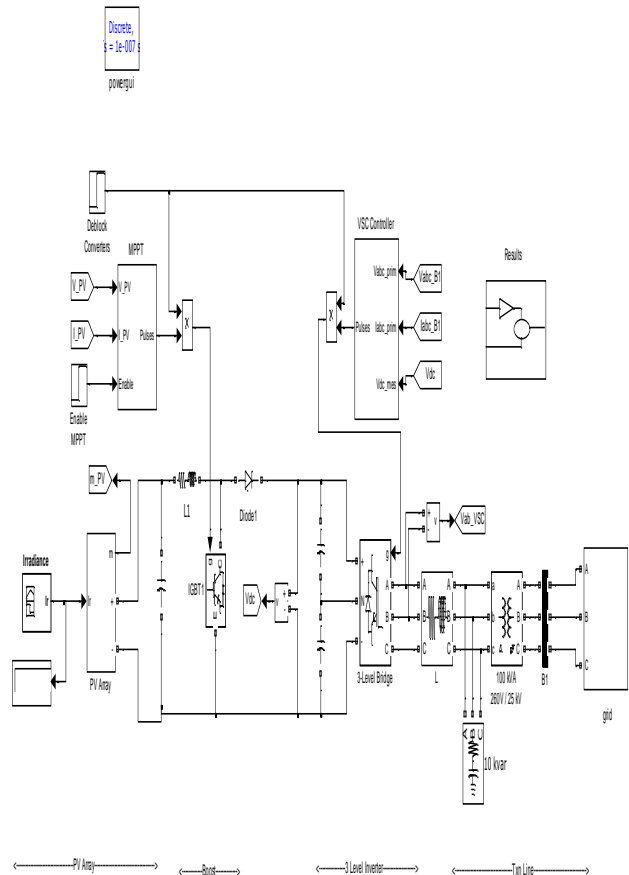 Discrete,
s = 1e-007 s
powergui
Deblock
Converters
MPPT
V_PV
V_PV
I_PV
I_PV
Pulses
Enable
Enable
MPPT
X
X
VSC Controller
Vabc_prim
Vabc_B1
Pulses
Iabc_prim
Iabc_B1
Vdc_mes
Vdc
Results
m_PV
L1
Diode1
Irradiance
Irr
Irr
m
+
-
PV Array
IGBT1
g
C
E
Vdc
v
+
-
+
N
-
g
A
B
C
3-Level Bridge
+
-
v
Vab_VSC
A
B
C
A
B
C
L
a
b
c
A
B
C
100 kVA
260V / 25 kV
B1
A
B
C
grid
A
B
C
10 kvar
<-----PV Array----->
<-----Boost----->
<-----3 Level Inverter----->
<-----Txn Line----->